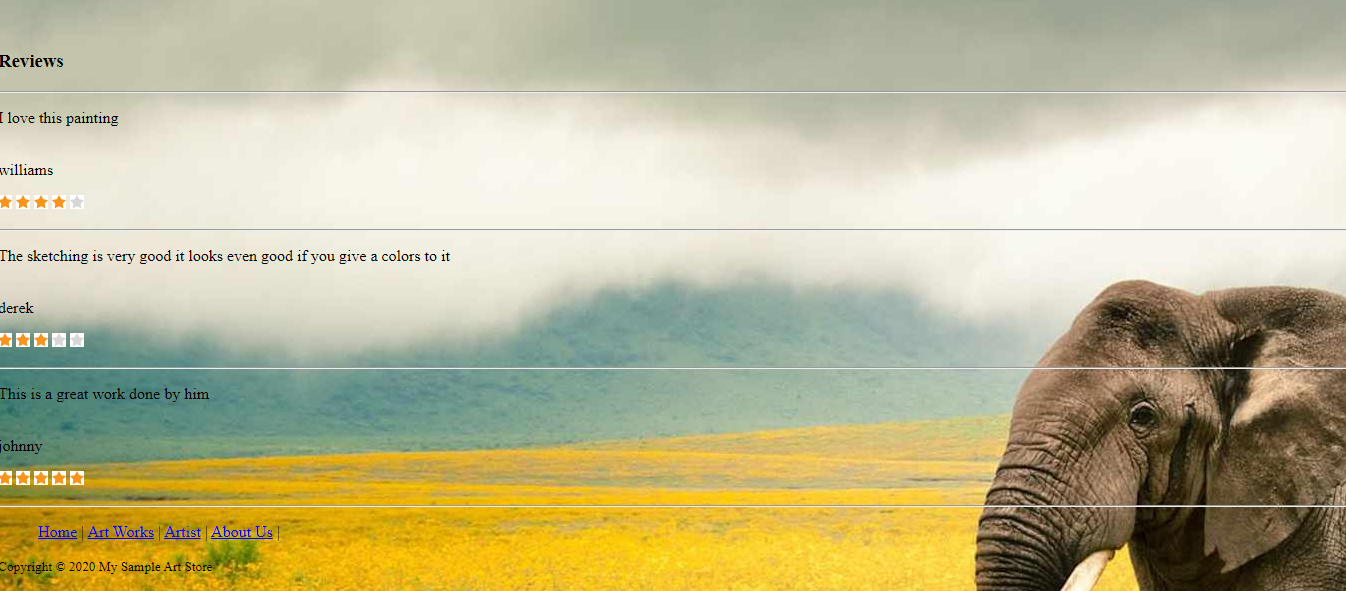 Reviews
I love this painting
williams
The sketching is very good it looks even good if you give a colors to it
derek
This is a great work done by him
johnny
Home | Art Works | Artist | About Us |
Copyright © 2020 My Sample Art Store